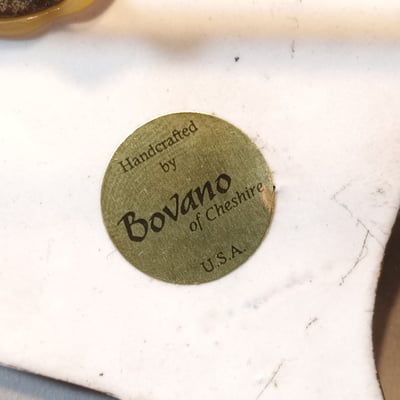 Handcrafted
by
Bovano
of Cheshire
U.S.A.